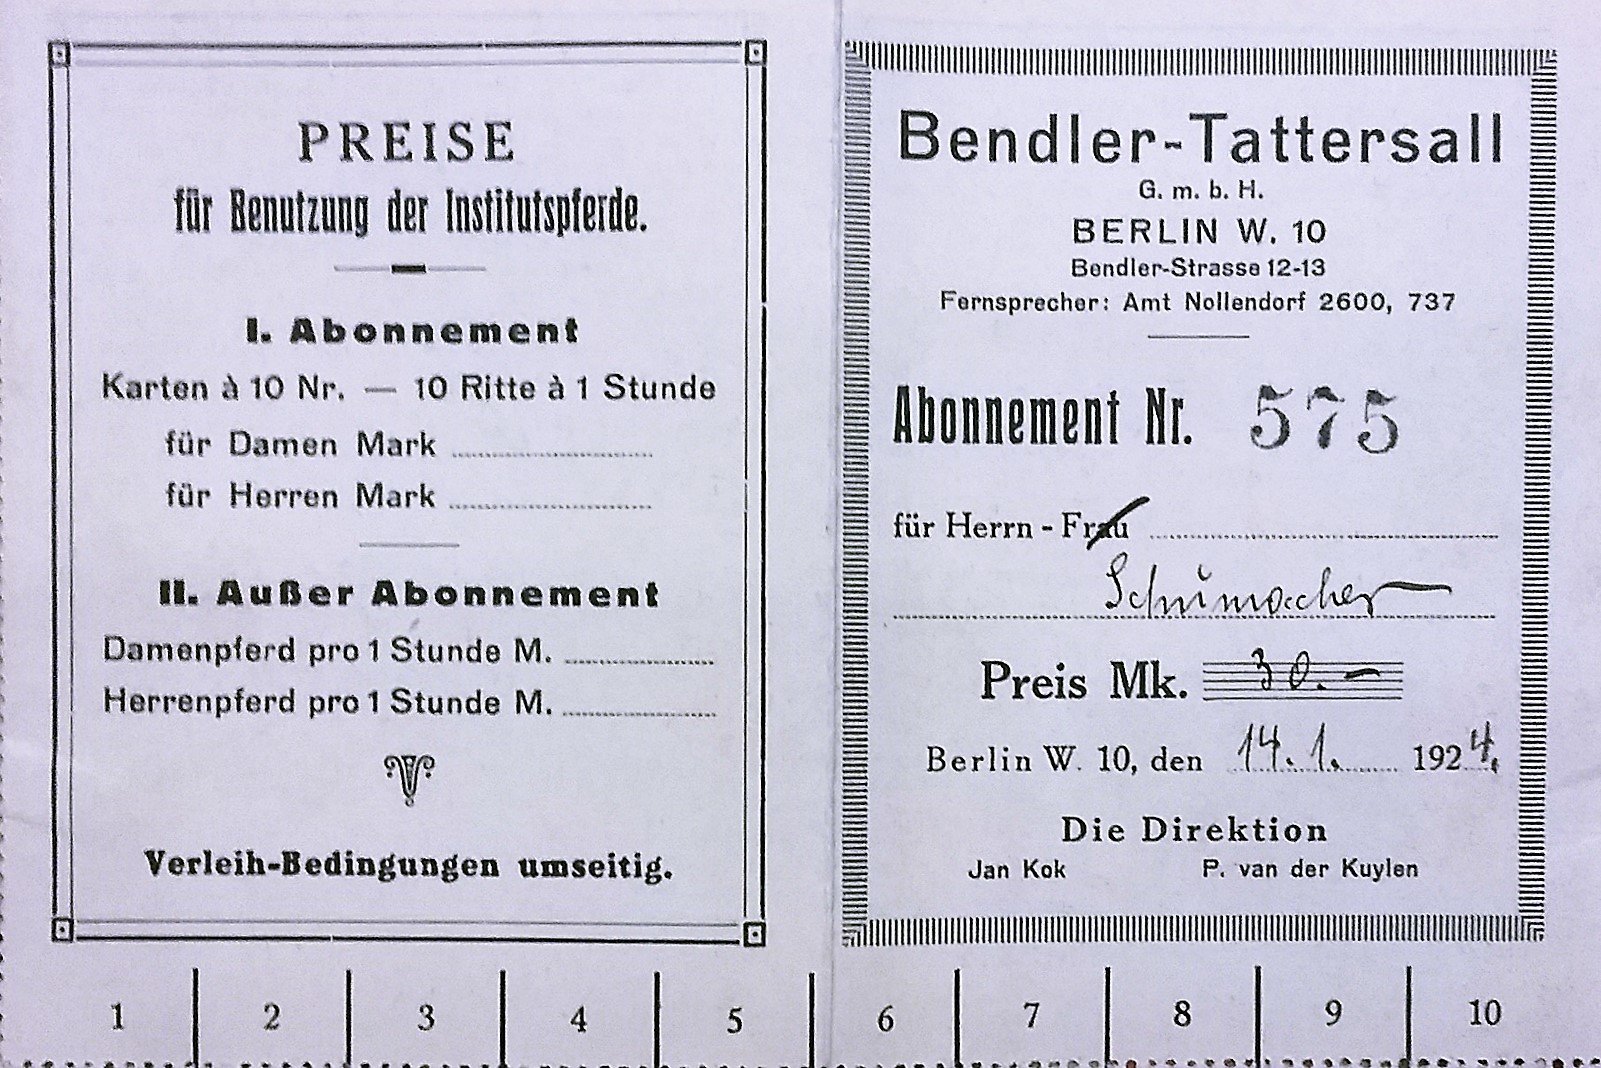 PREISE
für Benutzung der Institutspferde.
I. Abonnement
Karten à 10 Nr. — 10 Ritte à 1 Stunde
für Damen Mark
für Herren Mark
II. Außer Abonnement
Damenpferd pro 1 Stunde M.
Herrenpferd pro 1 Stunde M.
Verleih-Bedingungen umseitig.
Bendler-Tattersall
G. m. b. H.
BERLIN W. 10
Bendler-Strasse 12-13
Fernsprecher: Amt Nollendorf 2600, 737
Abonnement Nr. 575
für Herrn - Frau
Schumacher
Preis Mk. 30.—
Berlin W. 10, den 14. 1. 1924.
Die Direktion
Jan Kok P. van der Kuylen
1 2 3 4 5 6 7 8 9 10